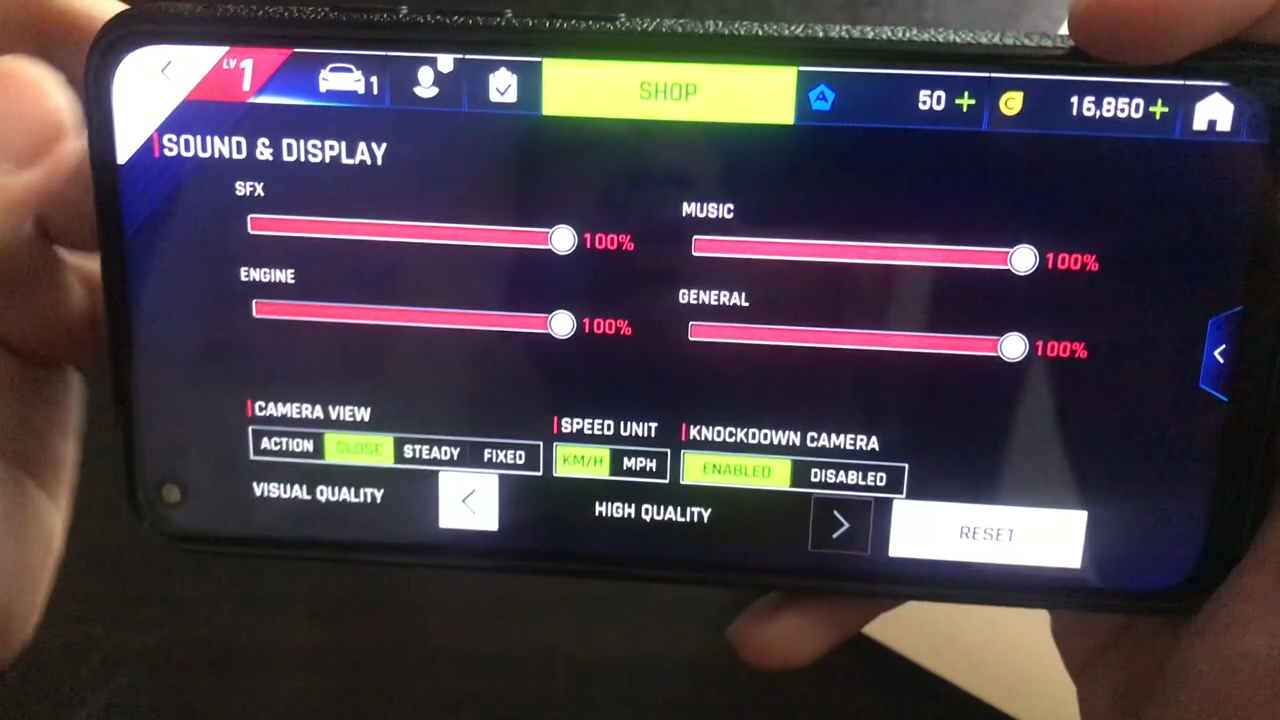 LV 1
1
SHOP
50 +
16,850 +
SOUND & DISPLAY
SFX
100%
MUSIC
100%
ENGINE
100%
GENERAL
100%
CAMERA VIEW
ACTION CLOSE STEADY FIXED
SPEED UNIT
KM/H MPH
KNOCKDOWN CAMERA
ENABLED DISABLED
VISUAL QUALITY
HIGH QUALITY
RESET